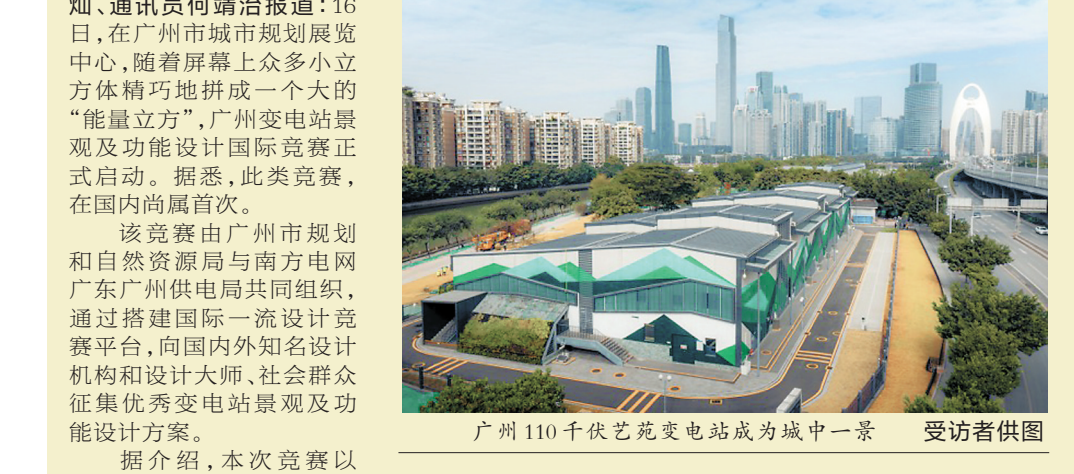 灿、通讯员何靖治报道:16
日,在广州市城市规划展览
中心,随着屏幕上众多小立
方体精巧地拼成一个大的
“能量立方”,广州变电站景
观及功能设计国际竞赛正
式启动。据悉,此类竞赛,
在国内尚属首次。
该竞赛由广州市规划
和自然资源局与南方电网
广东广州供电局共同组织,
通过搭建国际一流设计竞
赛平台,向国内外知名设计
机构和设计大师、社会群众
征集优秀变电站景观及功
能设计方案。
据介绍,本次竞赛以
广州110千伏艺苑变电站成为城中一景 受访者供图